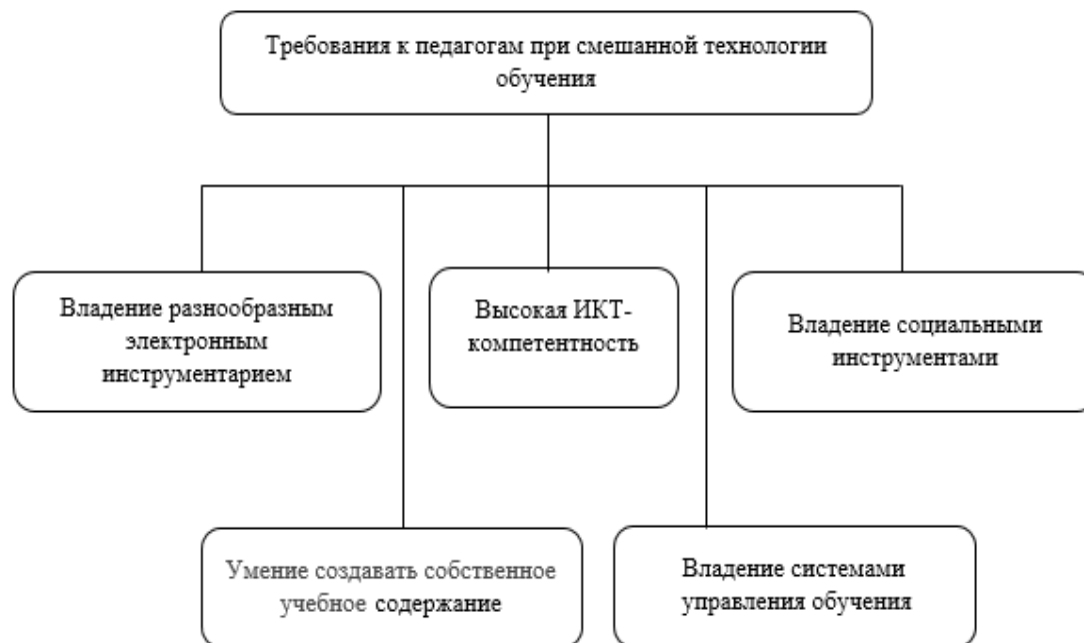 Требования к педагогам при смешанной технологии
обучения
Владение разнообразным
электронным
инструментарием
Высокая ИКТ-
компетентность
Владение социальными
инструментами
Умение создавать собственное
учебное содержание
Владение системами
управления обучения